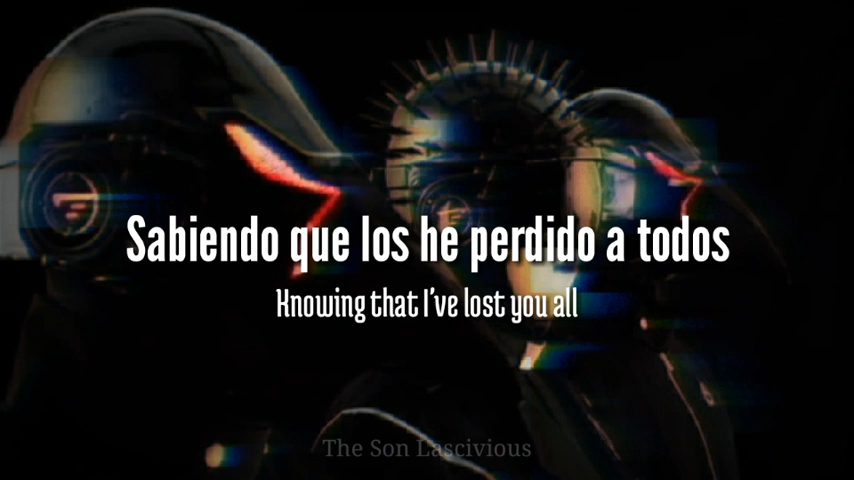 Sabiendo que los he perdido a todos
Knowing that I've lost you all
The Son Lascivious